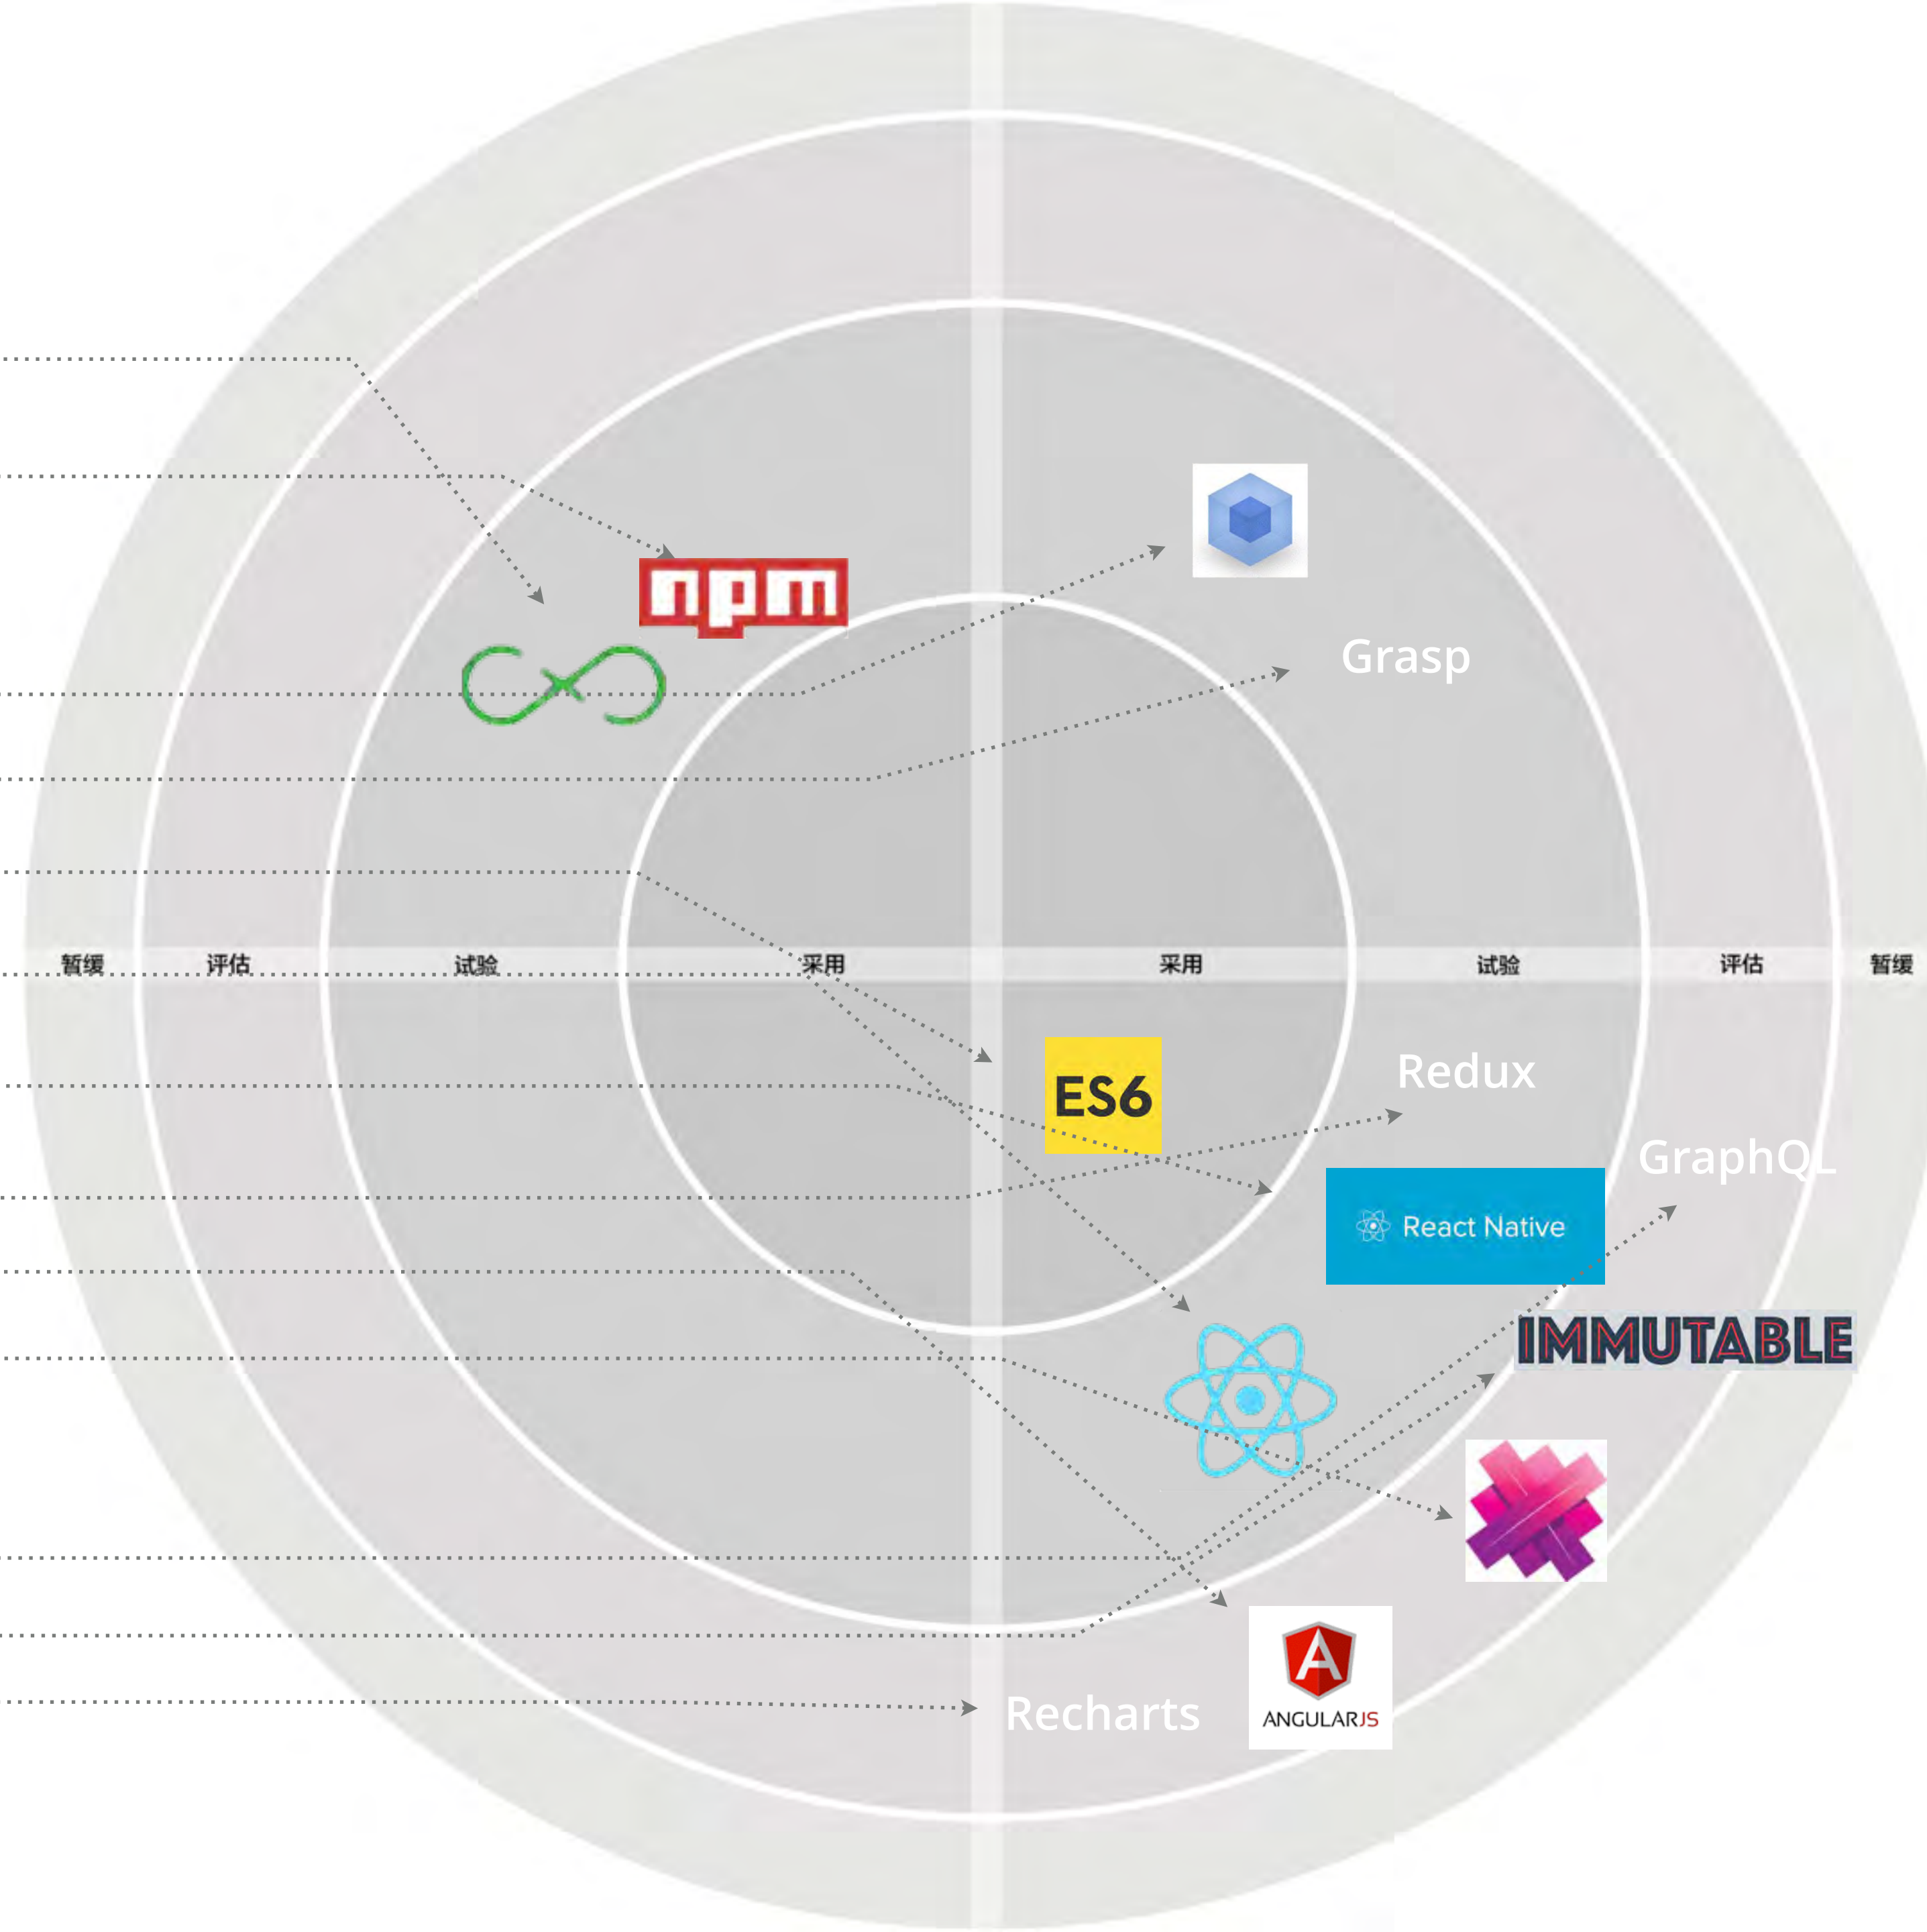 npm
Grasp
暂缓 评估 试验 采用 采用 试验 评估 暂缓
ES6
Redux
GraphQL
React Native
IMMUTABLE
Recharts
ANGULARJS